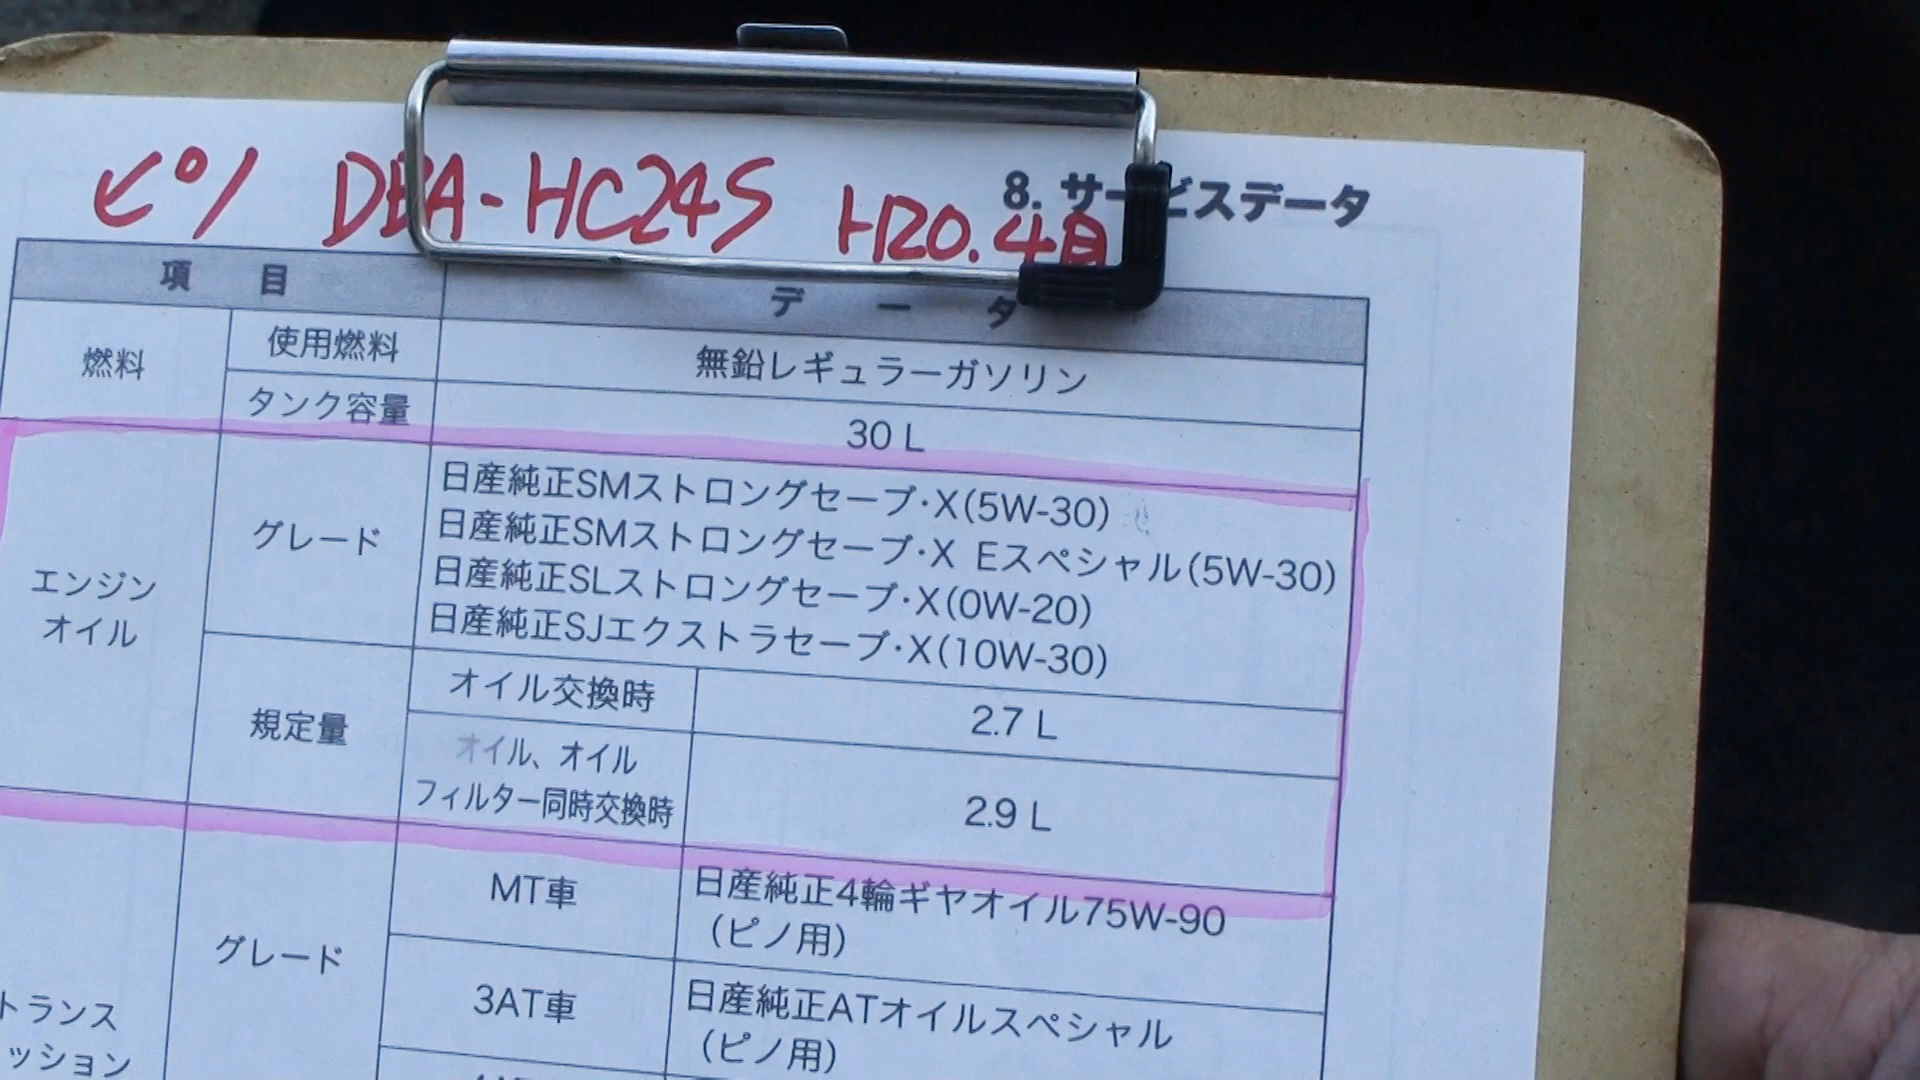 ピノ DBA-HC24S H20.4月
8. サービスデータ
項目 データ
燃料 使用燃料 無鉛レギュラーガソリン
タンク容量 30 L
エンジン
オイル
グレード
日産純正SMストロングセーブ・X(5W-30)
日産純正SMストロングセーブ・X Eスペシャル(5W-30)
日産純正SLストロングセーブ・X(0W-20)
日産純正SJエクストラセーブ・X(10W-30)
規定量
オイル交換時 2.7 L
オイル、オイル
フィルター同時交換時 2.9 L
トランス
ッション
グレード
MT車 日産純正4輪ギヤオイル75W-90
(ピノ用)
3AT車 日産純正ATオイルスペシャル
(ピノ用)